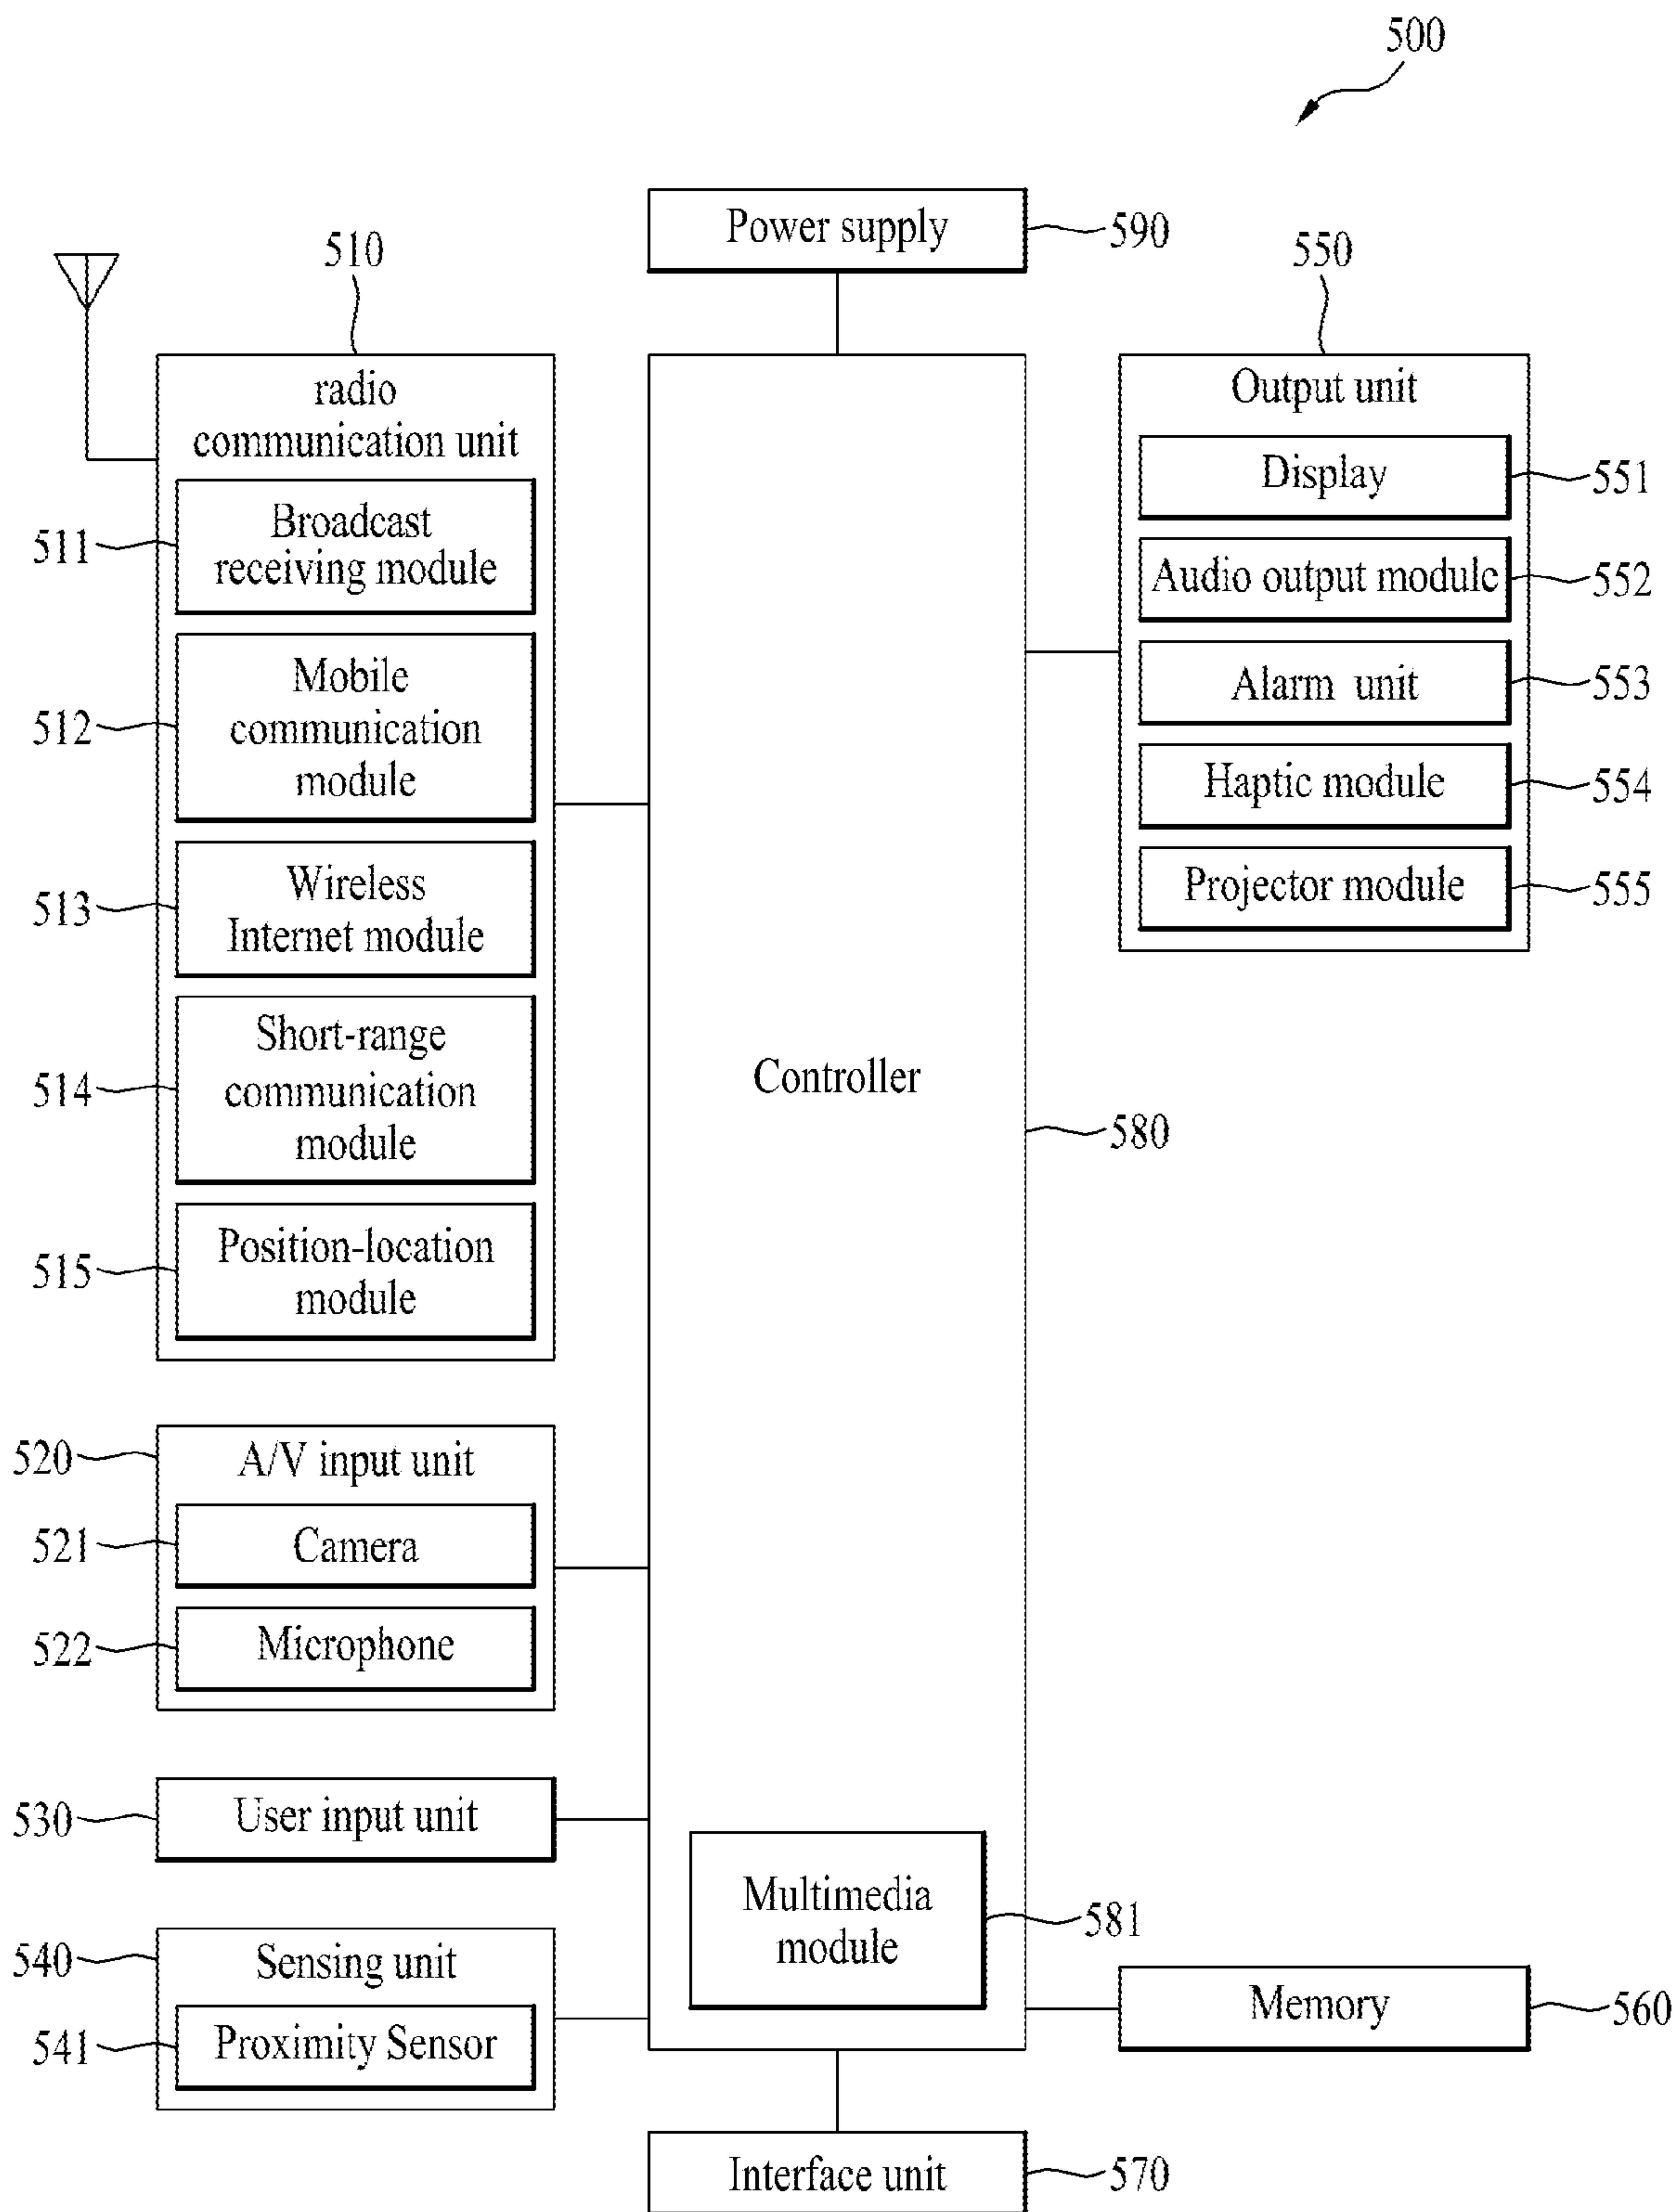 500
Power supply
590
510
radio
communication unit
511
Broadcast
receiving module
512
Mobile
communication
module
513
Wireless
Internet module
514
Short-range
communication
module
515
Position-location
module
520
A/V input unit
521
Camera
522
Microphone
530
User input unit
540
Sensing unit
541
Proximity Sensor
Controller
580
Multimedia
module
581
550
Output unit
Display
551
Audio output module
552
Alarm unit
553
Haptic module
554
Projector module
555
Memory
560
Interface unit
570